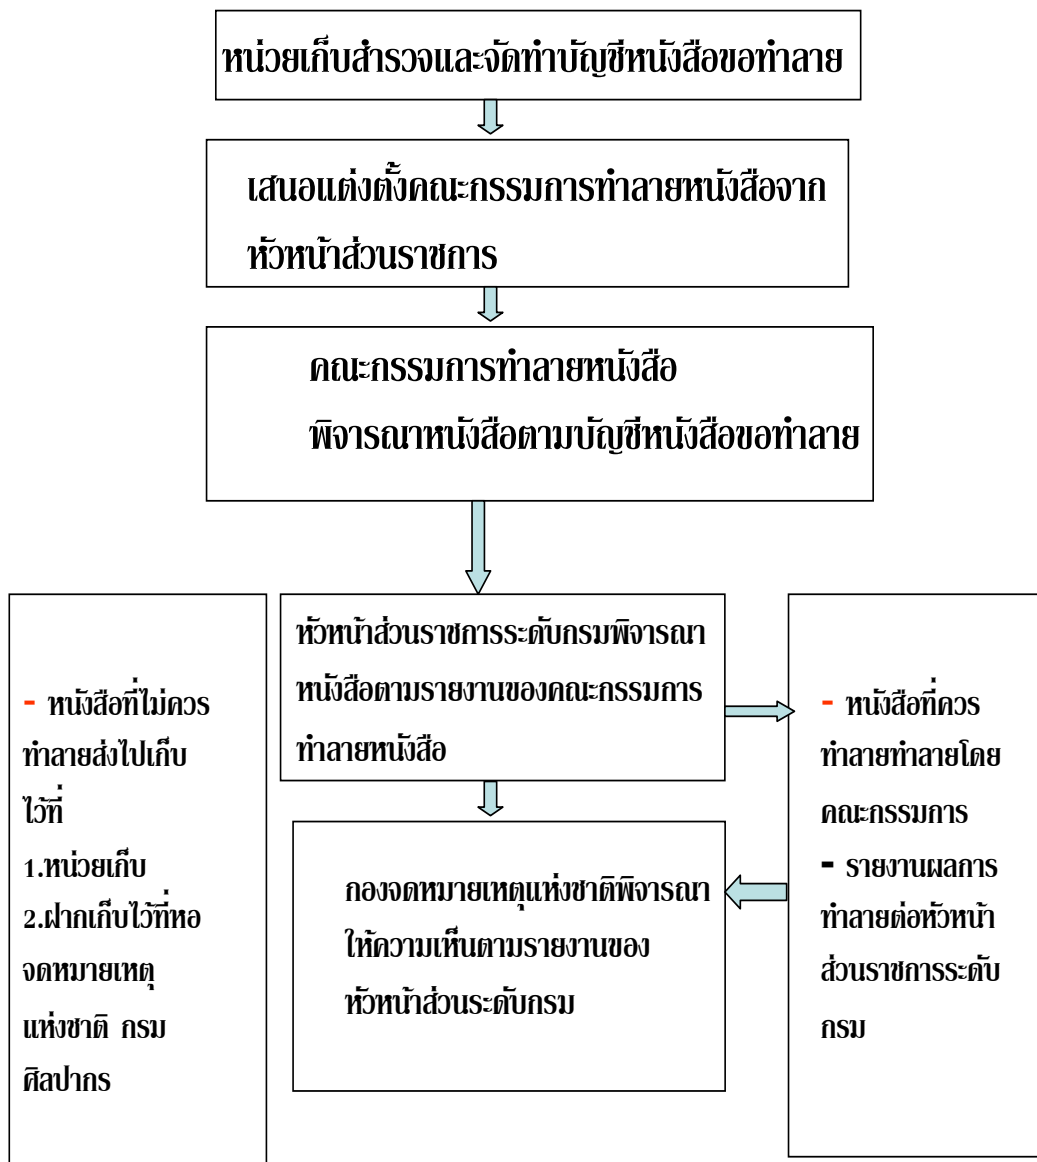 หน่วยเก็บสำรวจและจัดทำบัญชีหนังสือขอทำลาย
เสนอแต่งตั้งคณะกรรมการทำลายหนังสือจาก
หัวหน้าส่วนราชการ
คณะกรรมการทำลายหนังสือ
พิจารณาหนังสือตามบัญชีหนังสือขอทำลาย
หัวหน้าส่วนราชการระดับกรมพิจารณา
หนังสือตามรายงานของคณะกรรมการ
ทำลายหนังสือ
- หนังสือที่ไม่ควร
ทำลายส่งไปเก็บ
ไว้ที่
1.หน่วยเก็บ
2.ฝากเก็บไว้ที่หอ
จดหมายเหตุ
แห่งชาติ กรม
ศิลปากร
กองจดหมายเหตุแห่งชาติพิจารณา
ให้ความเห็นตามรายงานของ
หัวหน้าส่วนระดับกรม
- หนังสือที่ควร
ทำลายทำลายโดย
คณะกรรมการ
- รายงานผลการ
ทำลายต่อหัวหน้า
ส่วนราชการระดับ
กรม